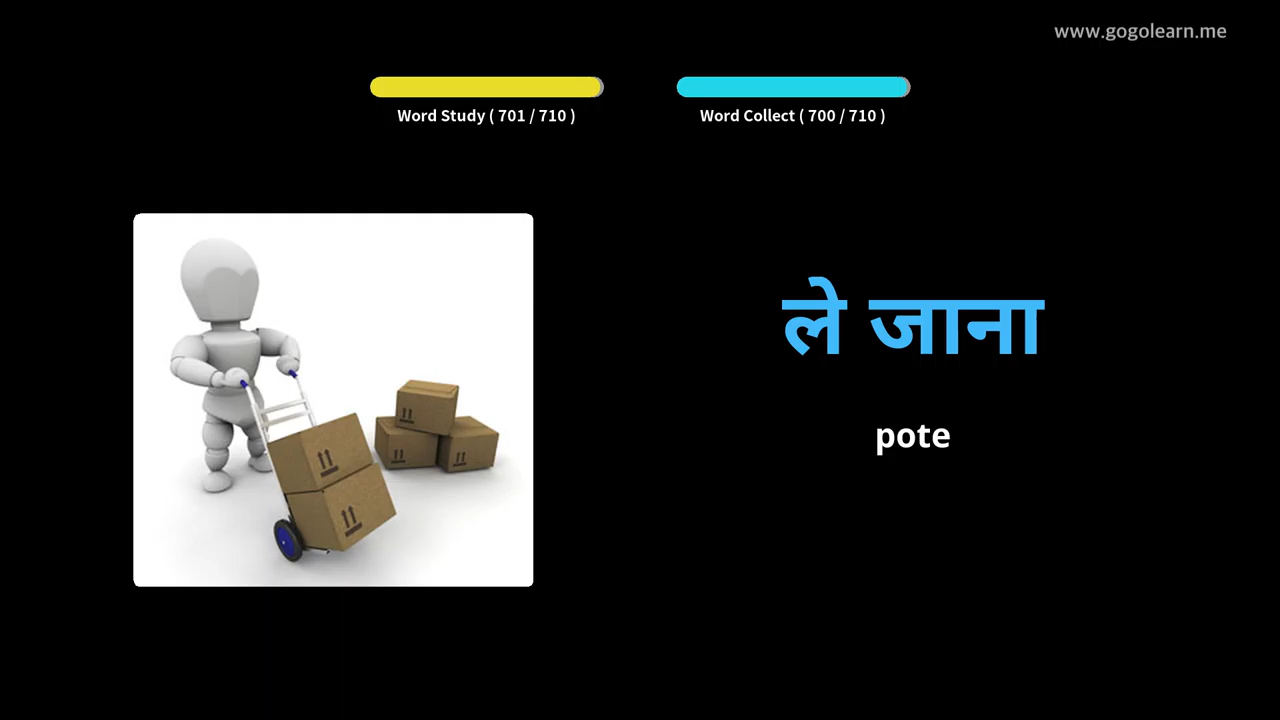 www.gogolearn.me
Word Study ( 701 / 710 )
Word Collect ( 700 / 710 )
ले जाना
pote